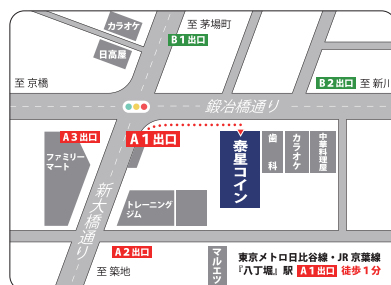 カラオケ
至 茅場町
B1出口
日高屋
至 京橋
B2出口
至 新川
鍛冶橋通り
A3出口
A1出口
ファミリー
マート
泰星コイン
歯科
カラオケ
中華料理屋
トレーニング
ジム
新大橋通り
A2出口
至 築地
マルエツ
東京メトロ日比谷線・JR 京葉線
『八丁堀』駅 A1出口 徒歩1分